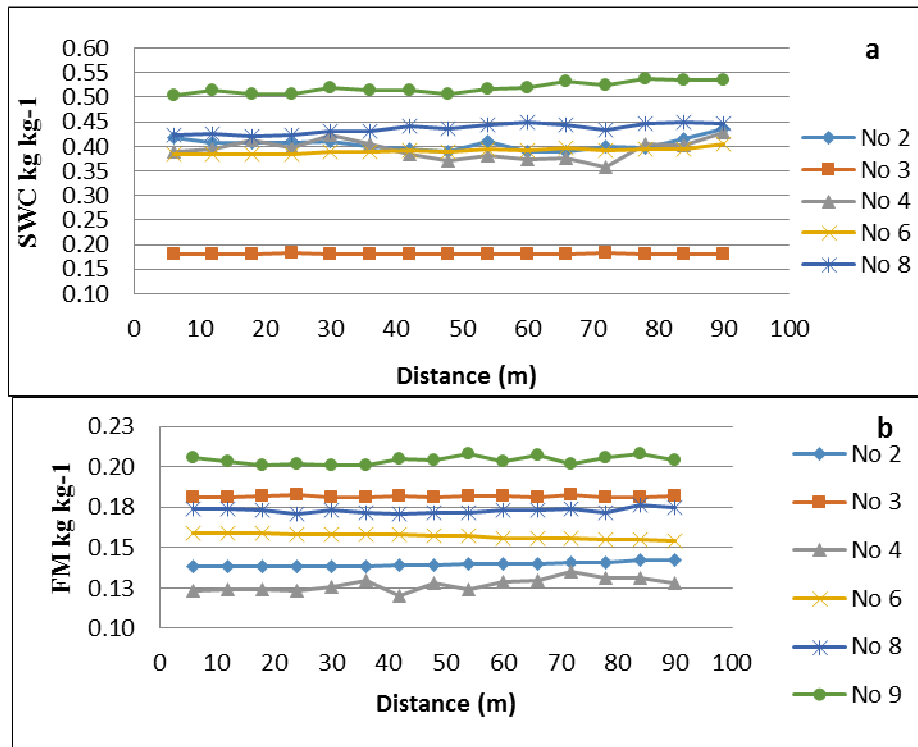 a
0.60
0.55
0.50
0.45
0.40
0.35
0.30
0.25
0.20
0.15
0.10
SWC kg kg-1
0 10 20 30 40 50 60 70 80 90 100
Distance (m)
No 2
No 3
No 4
No 6
No 8
b
0.23
0.20
0.18
0.15
0.13
0.10
FM kg kg-1
0 10 20 30 40 50 60 70 80 90 100
Distance (m)
No 2
No 3
No 4
No 6
No 8
No 9